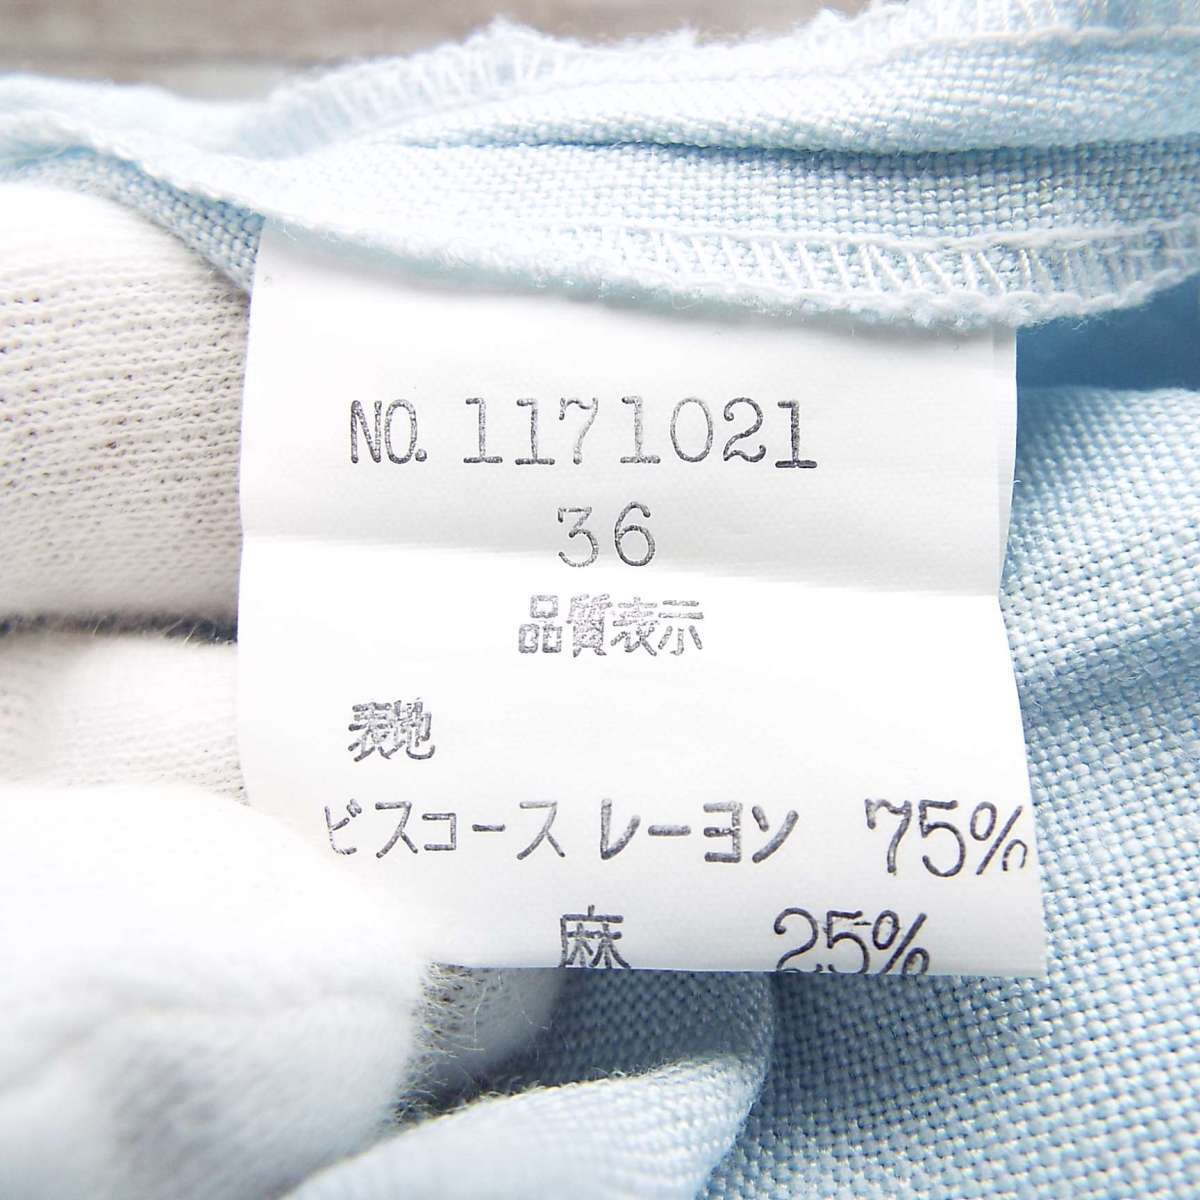 NO. 1171021
36
品質表示
表地
ビスコースレーヨン 75%
麻 25%